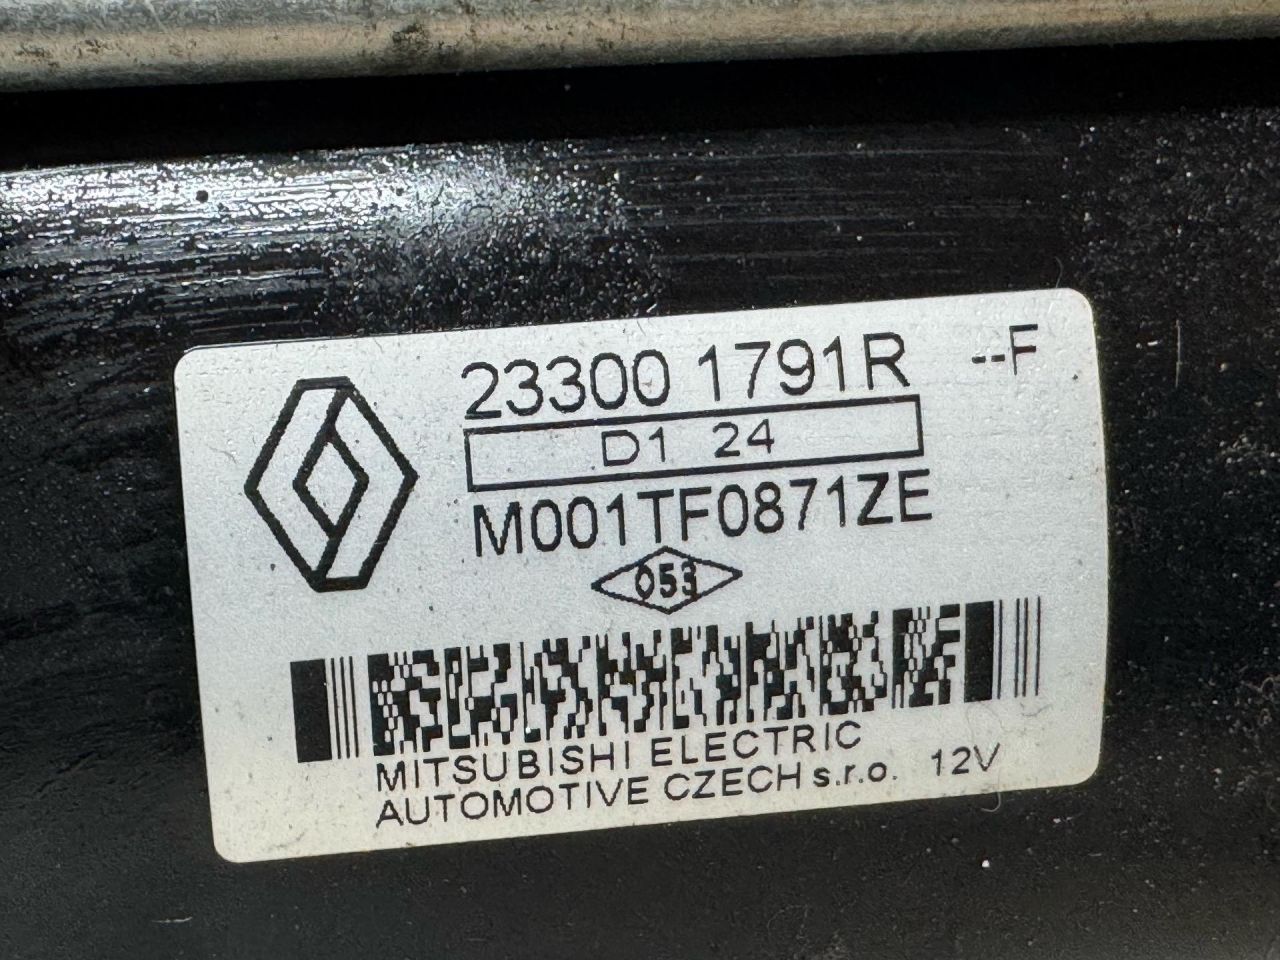 23300 1791R --F
D1 24
M001TF0871ZE
053
MITSUBISHI ELECTRIC
AUTOMOTIVE CZECH s.r.o. 12V